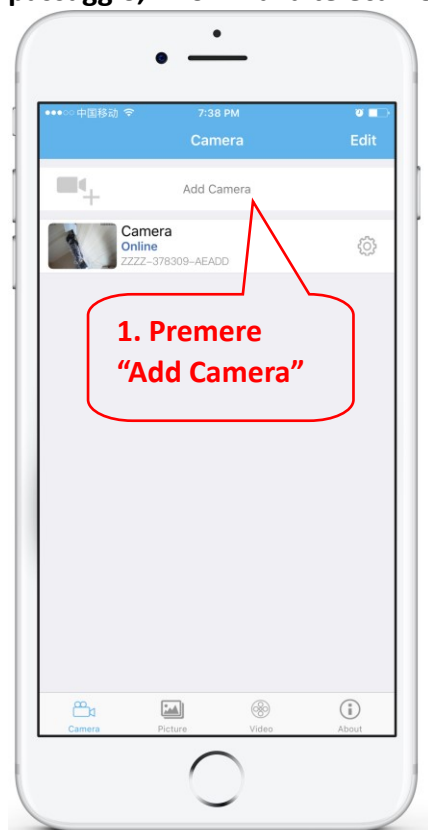 中国移动 7:38 PM
Camera Edit
Add Camera
Camera
Online
ZZZZ-378309-AEADD
1. Premere
“Add Camera”
Camera Picture Video About